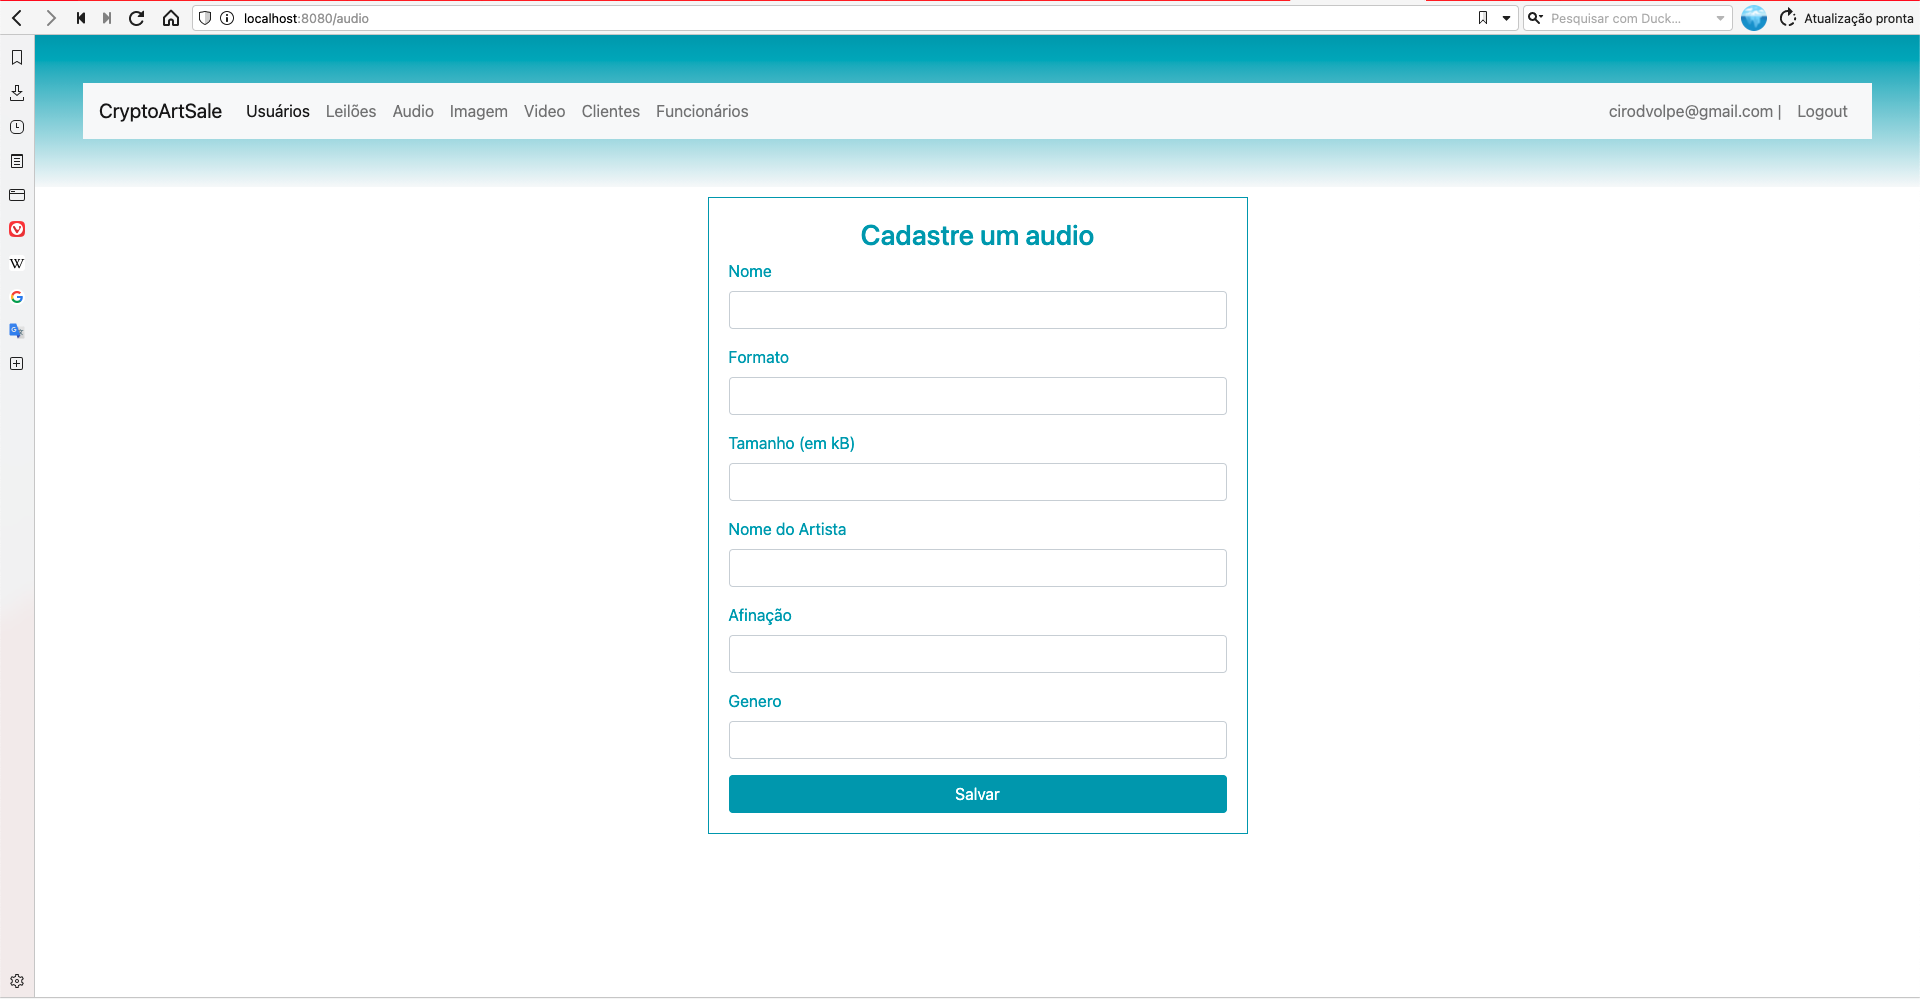 localhost:8080/audio
Pesquisar com Duck...
Atualização pronta
CryptoArtSale Usuários Leilões Audio Imagem Video Clientes Funcionários cirodvolpe@gmail.com | Logout
Cadastre um audio
Nome
Formato
Tamanho (em kB)
Nome do Artista
Afinação
Genero
Salvar